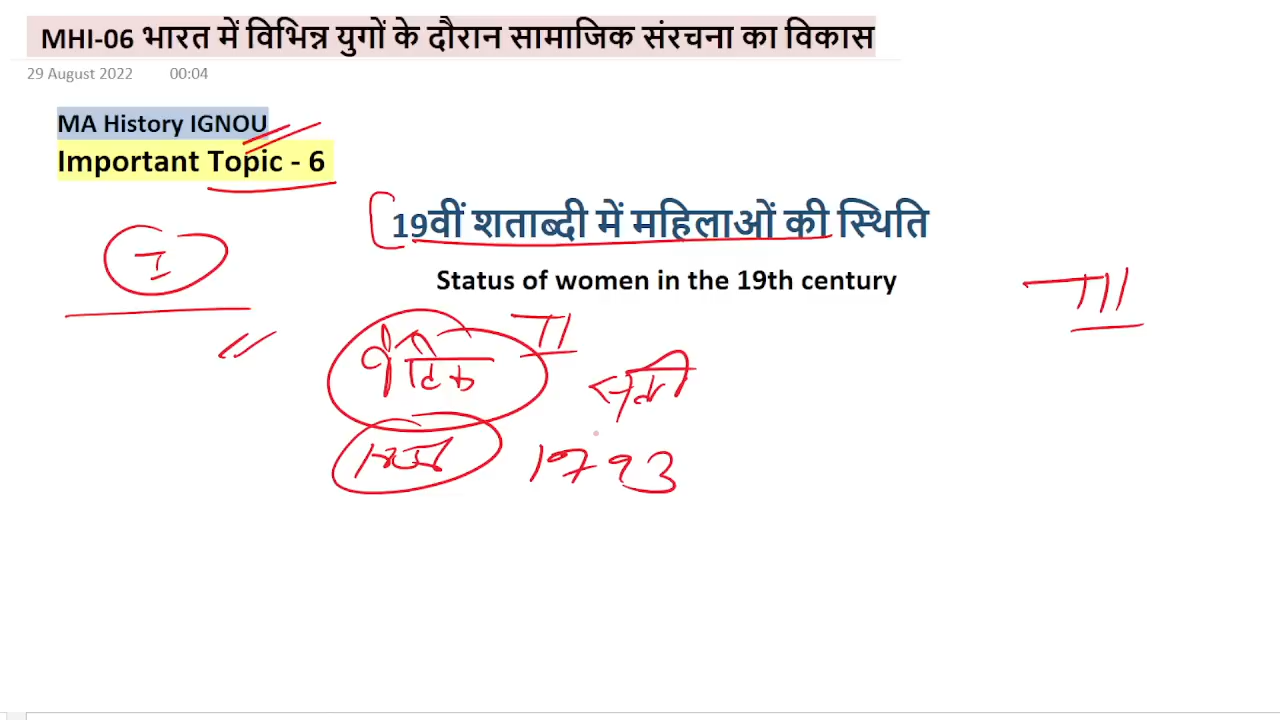 MHI-06 भारत में विभिन्न युगों के दौरान सामाजिक संरचना का विकास
29 August 2022 00:04
MA History IGNOU
Important Topic - 6
19वीं शताब्दी में महिलाओं की स्थिति
Status of women in the 19th century
I
वैदिक
सती
1793